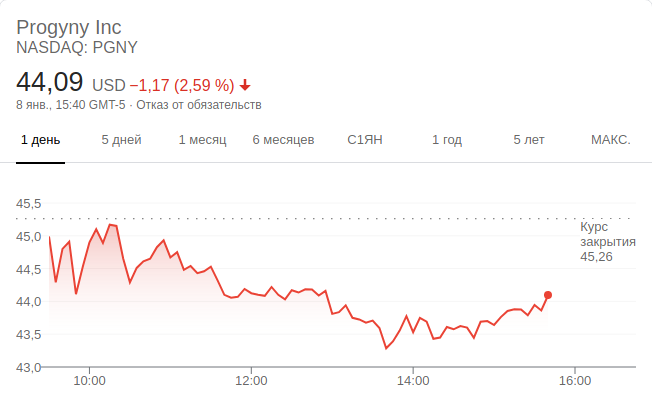 Progyny Inc
NASDAQ: PGNY
44,09 USD −1,17 (2,59 %)
8 янв., 15:40 GMT-5 · Отказ от обязательств
1 день 5 дней 1 месяц 6 месяцев С1ЯН 1 год 5 лет МАКС.
45,5
45,0
44,5
44,0
43,5
43,0
Курс
закрытия
45,26
10:00 12:00 14:00 16:00